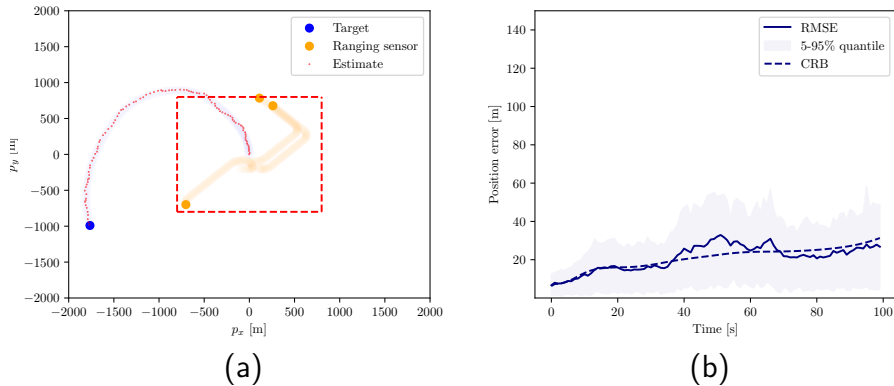 2000
1500
1000
500
0
−500
−1000
−1500
−2000
p_y [m]
−2000 −1500 −1000 −500 0 500 1000 1500 2000
p_x [m]
Target
Ranging sensor
Estimate
(a)
140
120
100
80
60
40
20
Position error [m]
0 20 40 60 80 100
Time [s]
RMSE
5-95% quantile
CRB
(b)